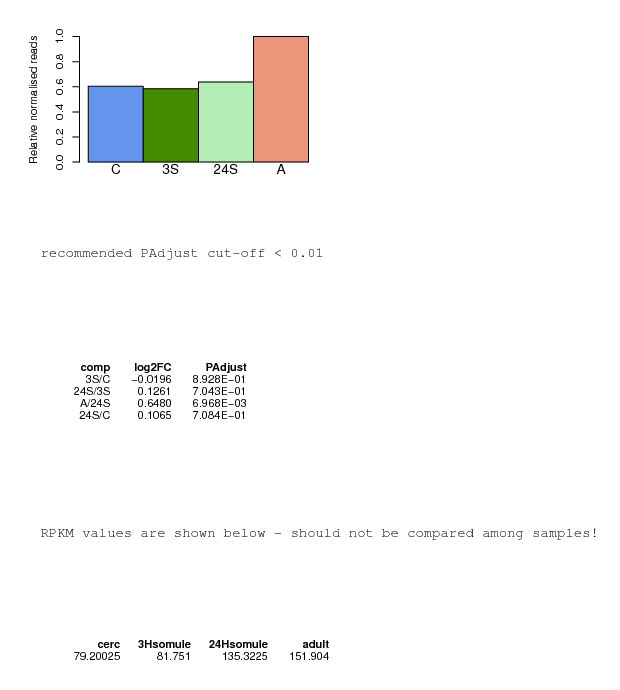 Relative normalised reads
1.0
0.8
0.6
0.4
0.2
0.0
C 3S 24S A
recommended PAdjust cut-off < 0.01
comp log2FC PAdjust
3S/C −0.0196 8.928E−01
24S/3S 0.1261 7.043E−01
A/24S 0.6480 6.968E−03
24S/C 0.1065 7.084E−01
RPKM values are shown below - should not be compared among samples!
cerc 3Hsomule 24Hsomule adult
79.20025 81.751 135.3225 151.904